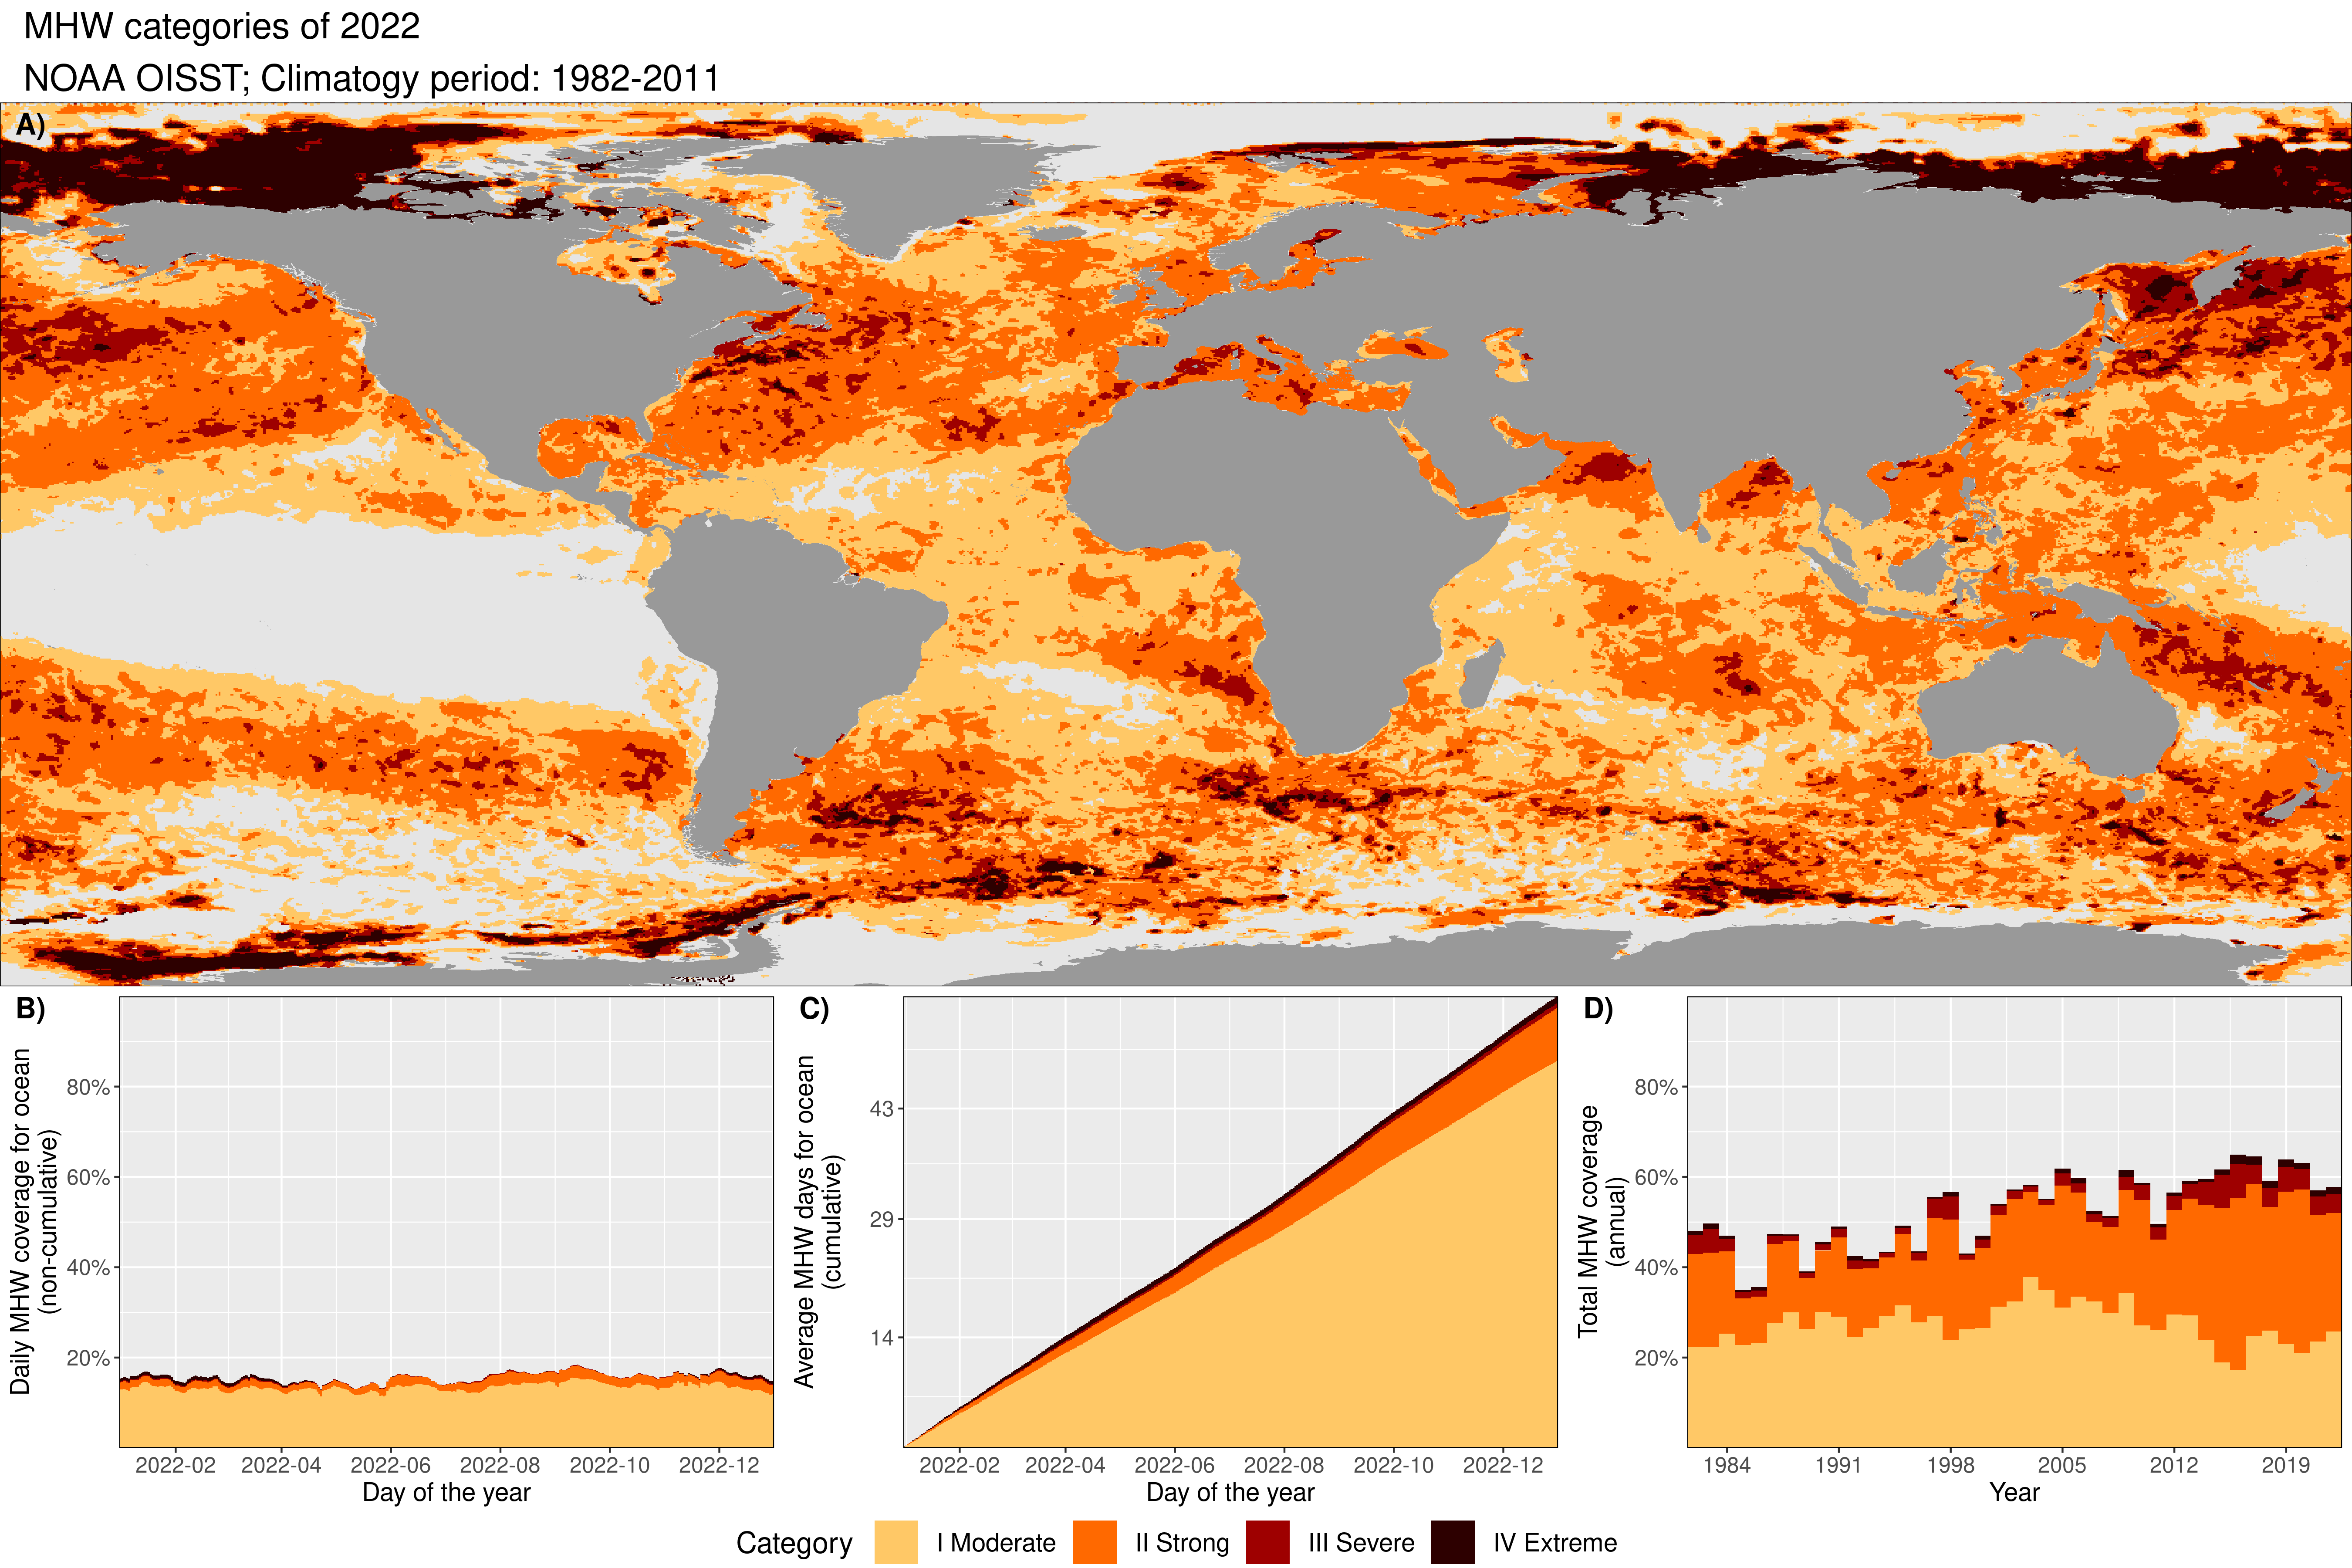 MHW categories of 2022
NOAA OISST; Climatogy period: 1982-2011
A)
B)
Daily MHW coverage for ocean
(non-cumulative)
80%
60%
40%
20%
2022-02 2022-04 2022-06 2022-08 2022-10 2022-12
Day of the year
C)
Average MHW days for ocean
(cumulative)
43
29
14
2022-02 2022-04 2022-06 2022-08 2022-10 2022-12
Day of the year
D)
Total MHW coverage
(annual)
80%
60%
40%
20%
1984 1991 1998 2005 2012 2019
Year
Category I Moderate II Strong III Severe IV Extreme